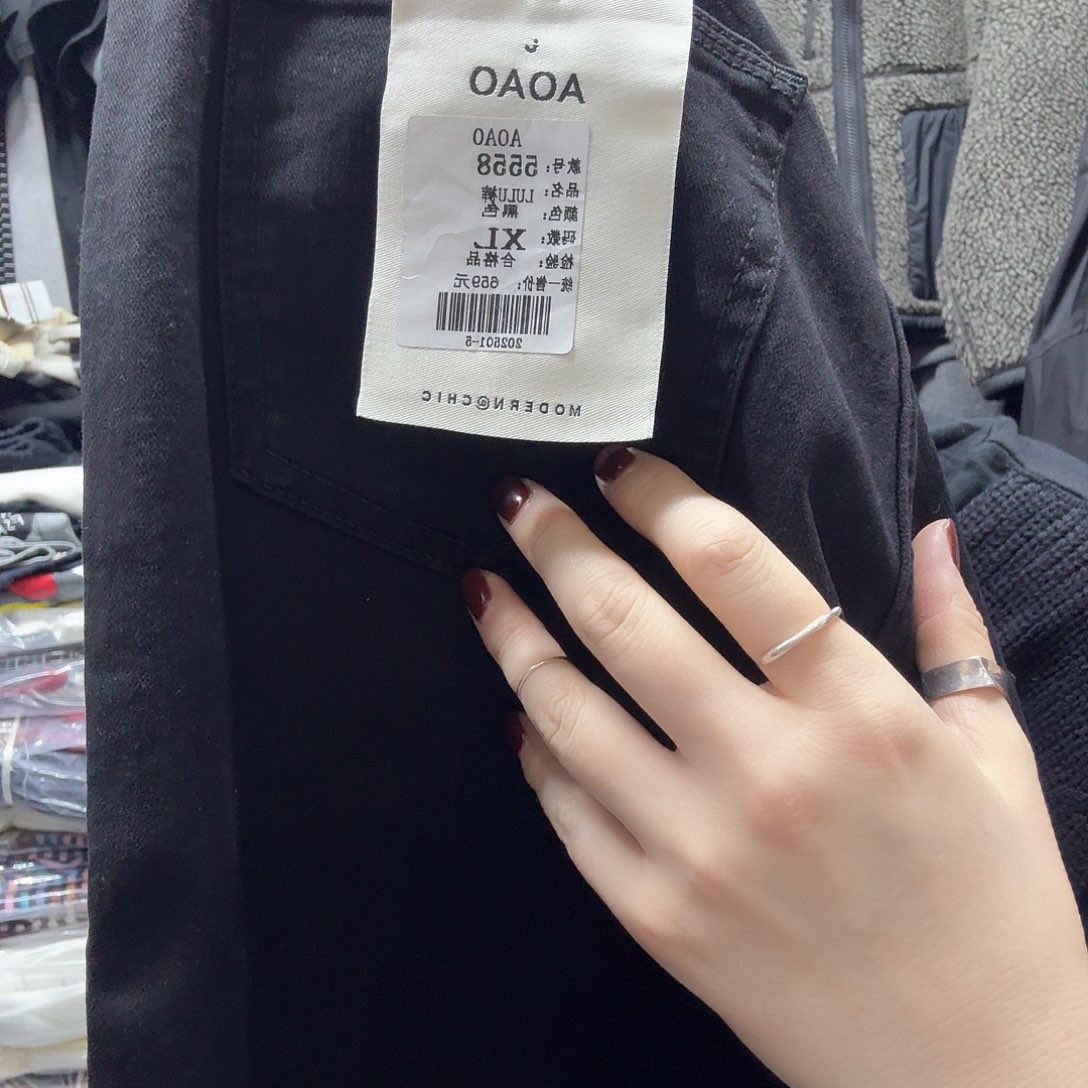 AOAO
AOAO
款号: 5558
品名: LULU裤
颜色: 黑色
码数: XL
检验: 合格品
统一售价: 659元
202501-5
MODERN@CHIC